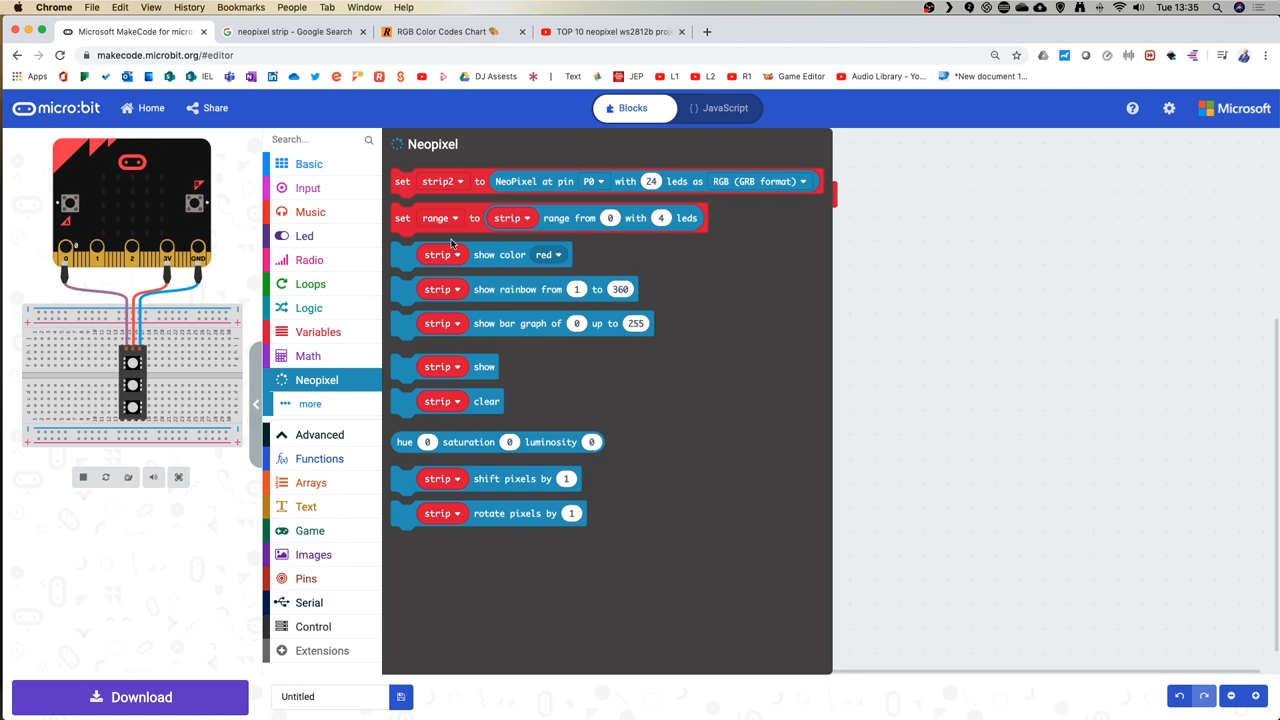 Chrome File Edit View History Bookmarks People Tab Window Help Tue 13:35
Microsoft MakeCode for micro: neopixel strip - Google Search RGB Color Codes Chart TOP 10 neopixel ws2812b proje
makecode.microbit.org/#editor
Apps IEL DJ Assests Text JEP L1 L2 R1 Game Editor Audio Library - Yo... *New document 1...
micro:bit Home Share Blocks { } JavaScript Microsoft
Search...
Basic
Input
Music
Led
Radio
Loops
Logic
Variables
Math
Neopixel
more
Advanced
Functions
Arrays
Text
Game
Images
Pins
Serial
Control
Extensions
Neopixel
set strip2 to NeoPixel at pin P0 with 24 leds as RGB (GRB format)
set range to strip range from 0 with 4 leds
strip show color red
strip show rainbow from 1 to 360
strip show bar graph of 0 up to 255
strip show
strip clear
hue 0 saturation 0 luminosity 0
strip shift pixels by 1
strip rotate pixels by 1
A
B
0
0 1 2 3V GND
Download
Untitled